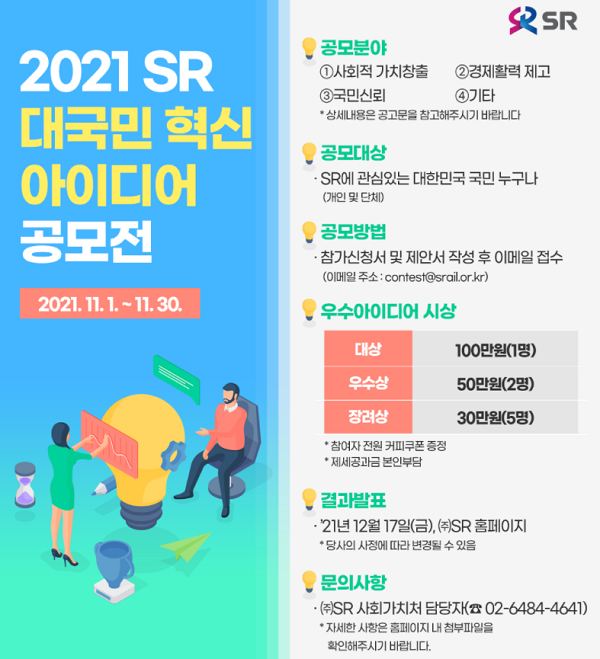 2021 SR
대국민 혁신
아이디어
공모전
2021. 11. 1. ~ 11. 30.
SR
공모분야
①사회적 가치창출 ②경제활력 제고
③국민신뢰 ④기타
* 상세내용은 공고문을 참고해주시기 바랍니다
공모대상
· SR에 관심있는 대한민국 국민 누구나
(개인 및 단체)
공모방법
· 참가신청서 및 제안서 작성 후 이메일 접수
(이메일 주소 : contest@srail.or.kr)
우수아이디어 시상
대상 100만원(1명)
우수상 50만원(2명)
장려상 30만원(5명)
* 참여자 전원 커피쿠폰 증정
* 제세공과금 본인부담
결과발표
· '21년 12월 17일(금), ㈜SR 홈페이지
* 당사의 사정에 따라 변경될 수 있음
문의사항
· ㈜SR 사회가치처 담당자(☎ 02-6484-4641)
* 자세한 사항은 홈페이지 내 첨부파일을
확인해주시기 바랍니다.